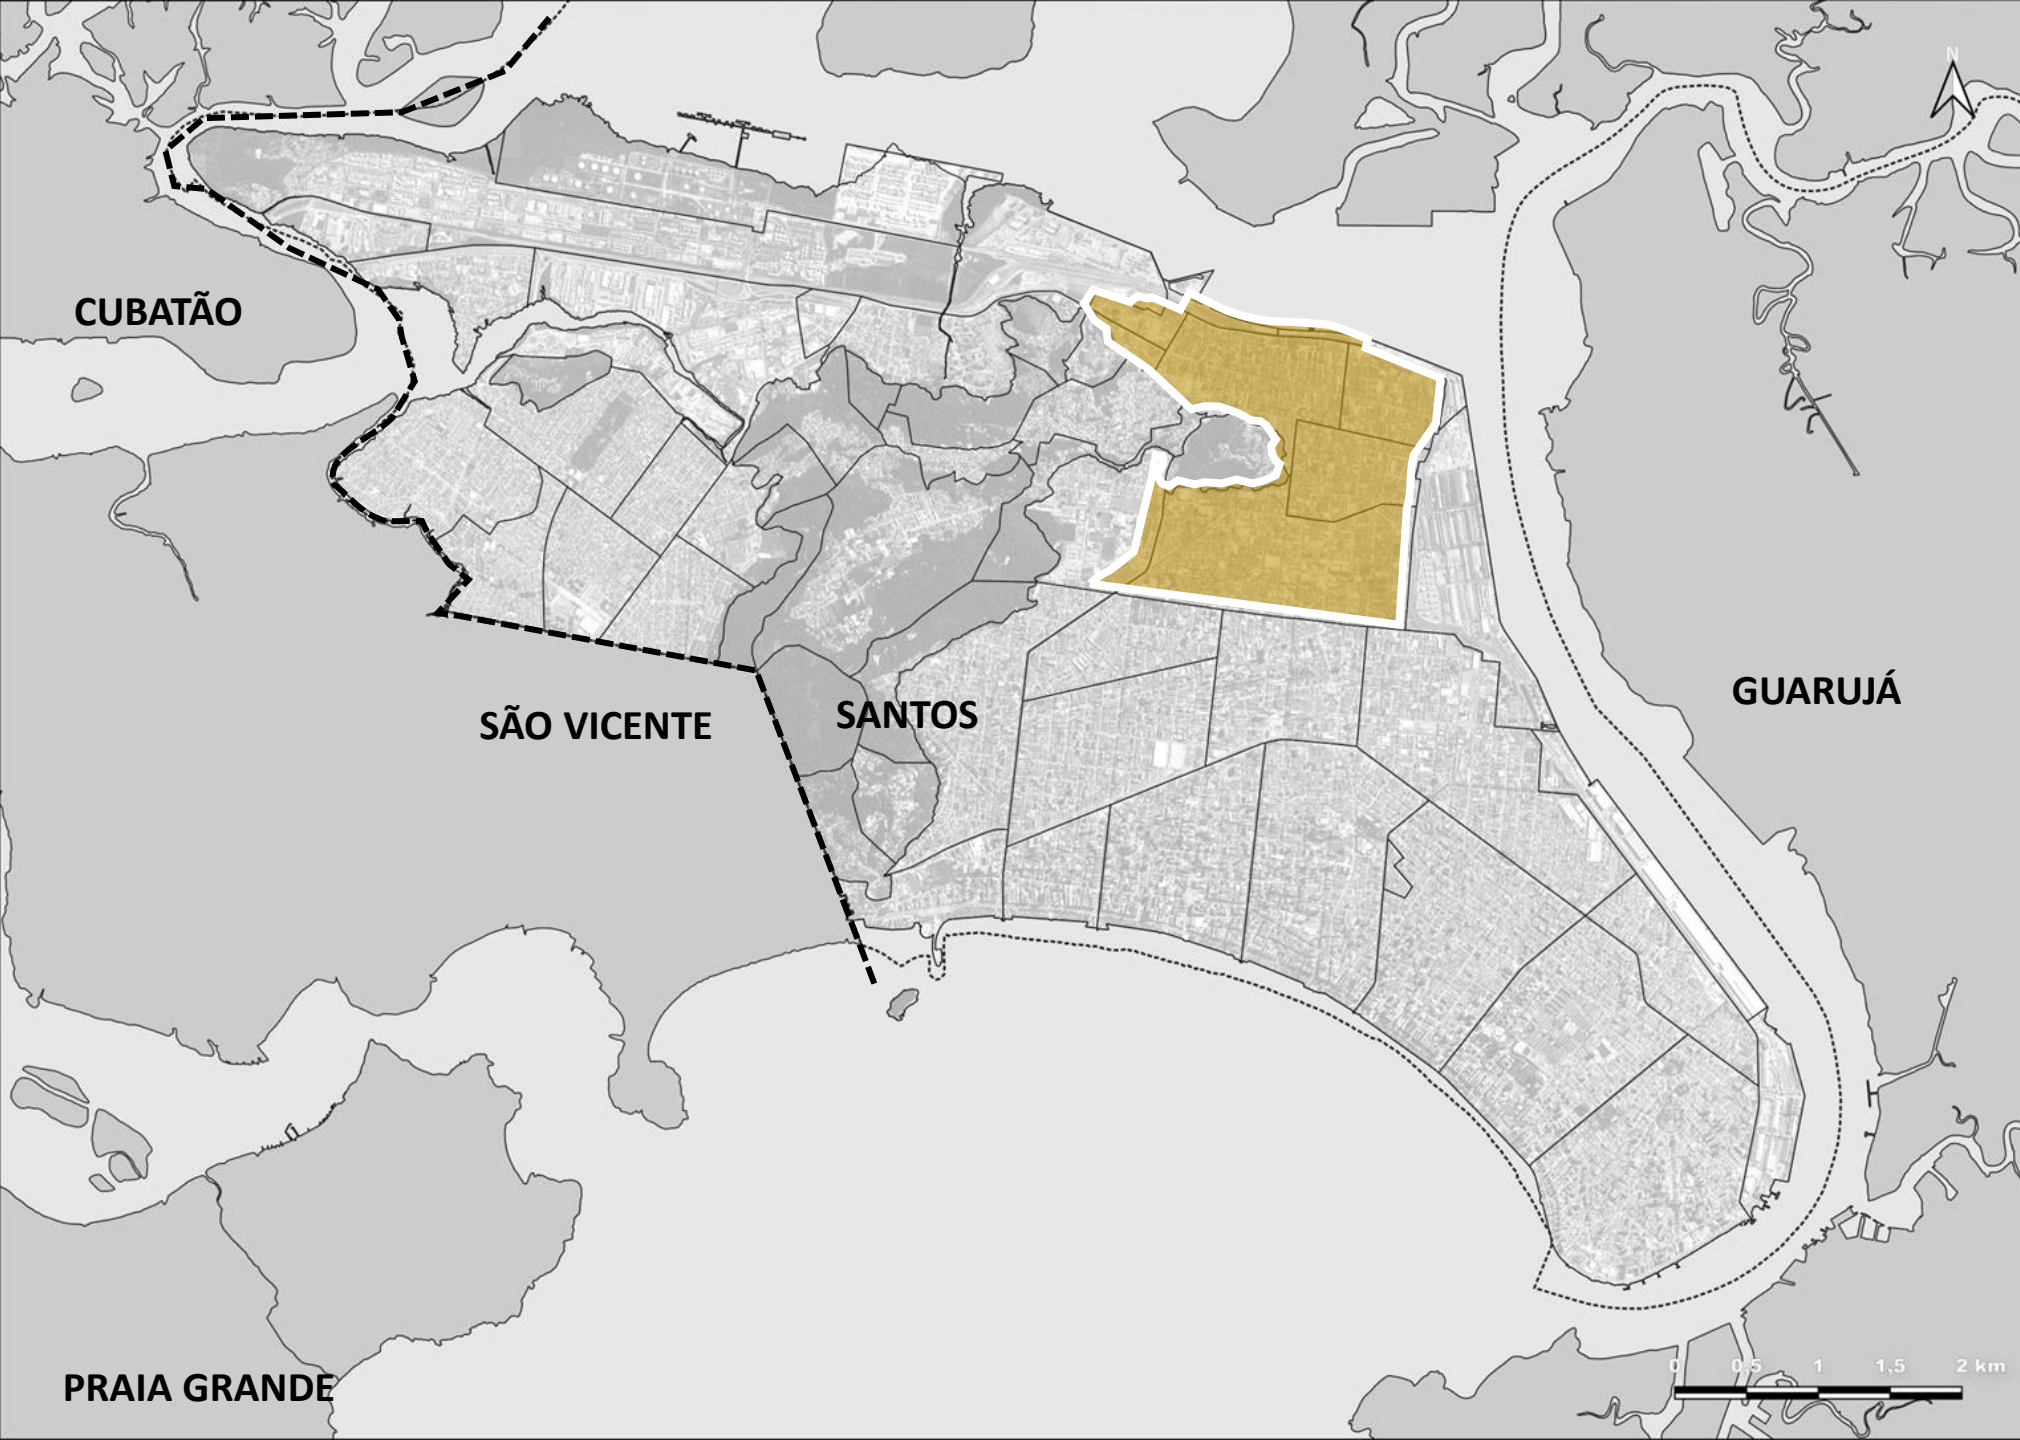 N
CUBATÃO
GUARUJÁ
SÃO VICENTE
SANTOS
0 0,5 1 1,5 2 km
PRAIA GRANDE